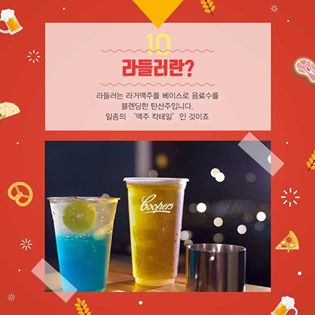 10
라들러란?
라들러는 라거맥주를 베이스로 음료수를
블렌딩한 탄산주입니다.
일종의 '맥주 칵테일' 인 것이죠
Coopers